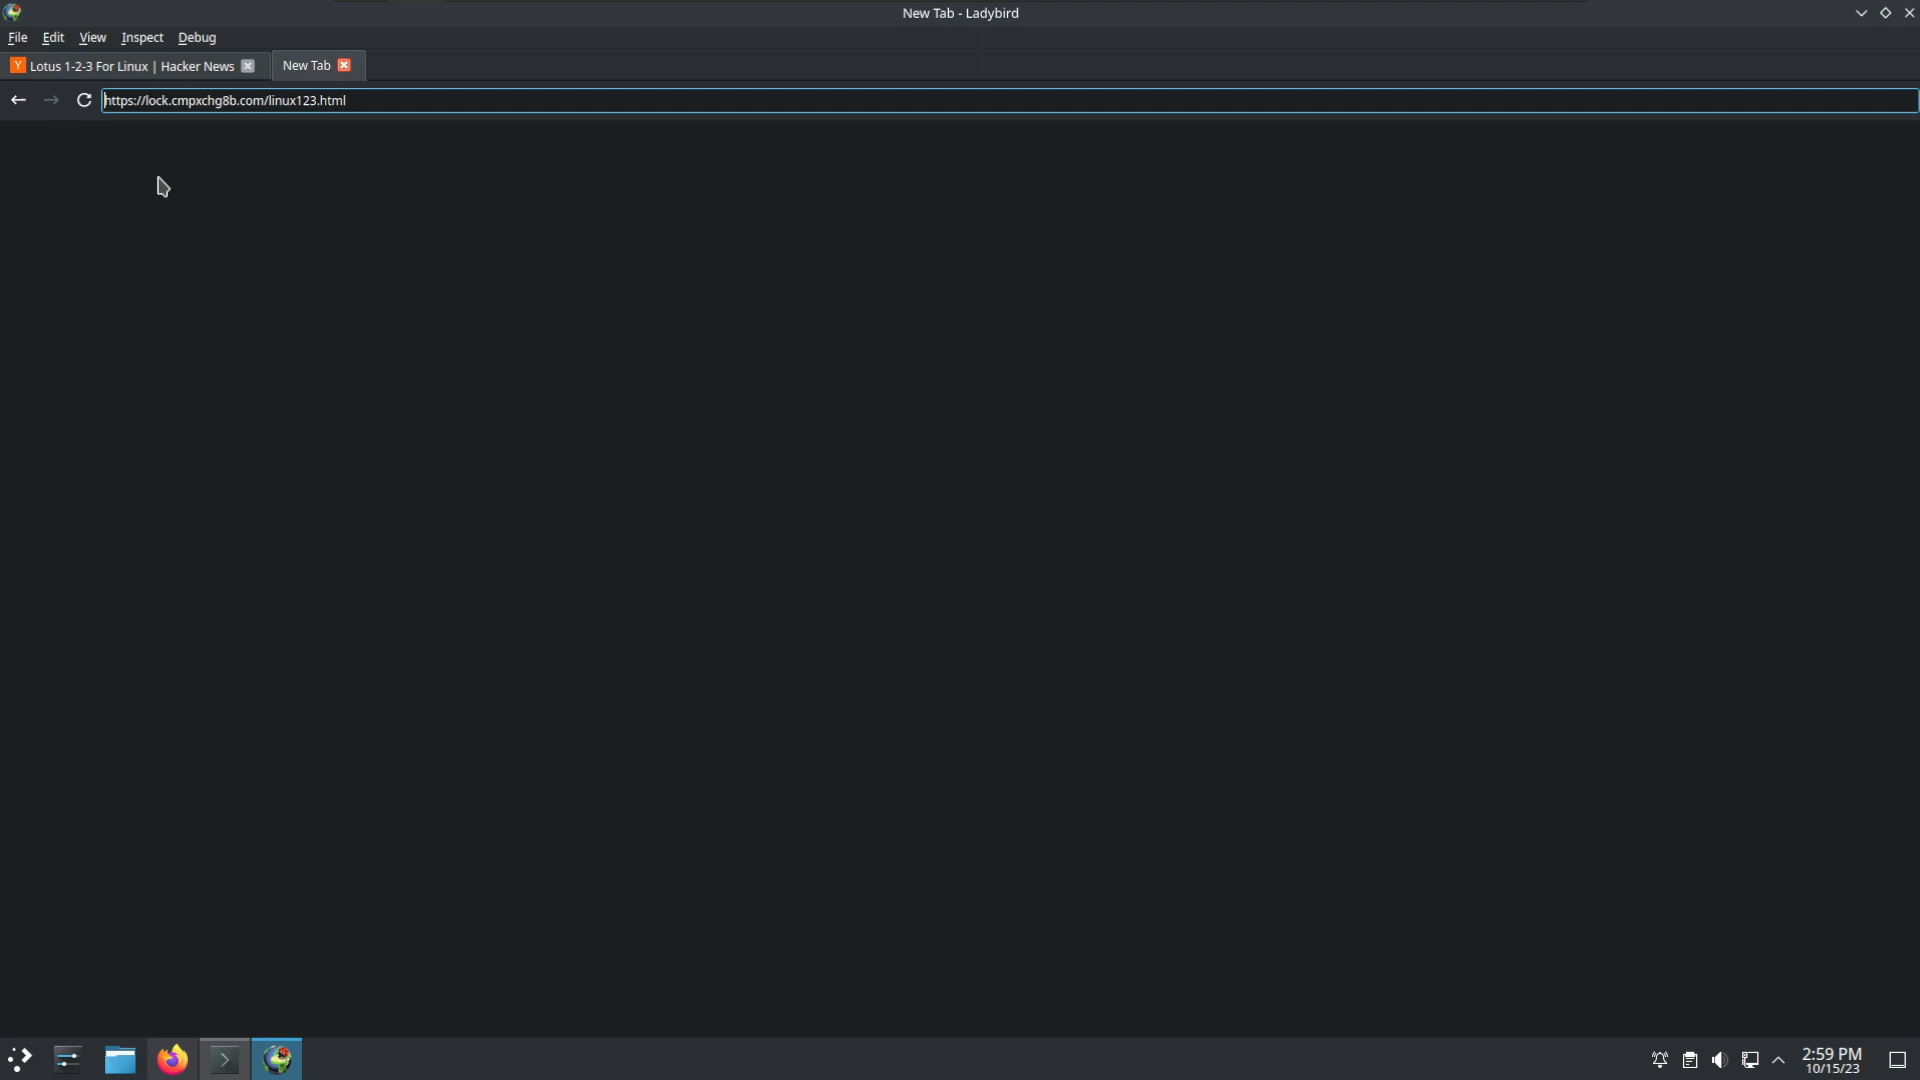 New Tab - Ladybird
File Edit View Inspect Debug
Y Lotus 1-2-3 For Linux | Hacker News New Tab
https://lock.cmpxchg8b.com/linux123.html
2:59 PM
10/15/23